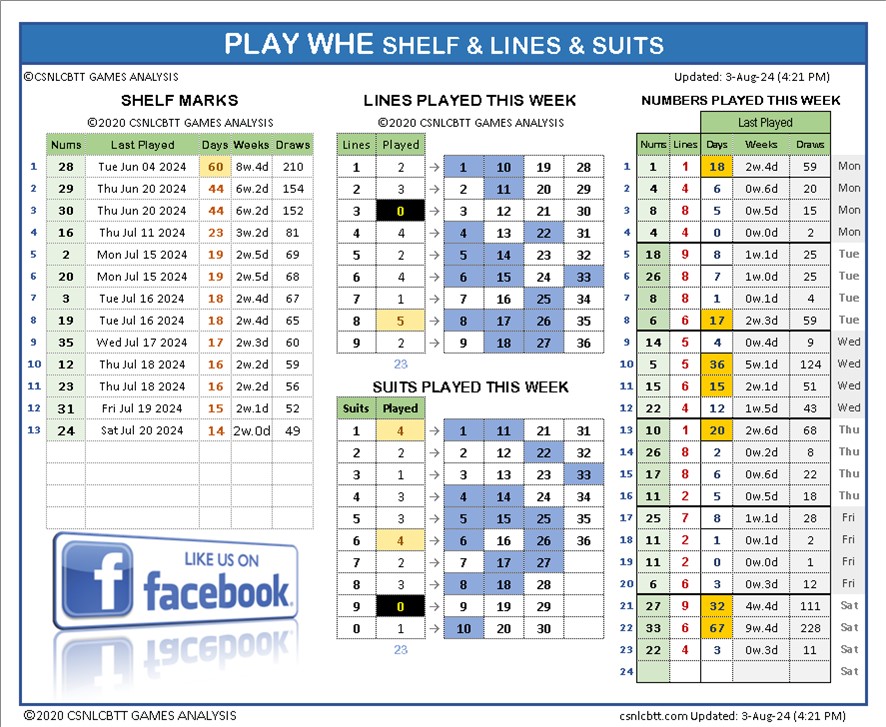 PLAY WHE SHELF & LINES & SUITS
©CSNLCBTT GAMES ANALYSIS
Updated: 3-Aug-24 (4:21 PM)
SHELF MARKS
©2020 CSNLCBTT GAMES ANALYSIS
Nums Last Played Days Weeks Draws
1 28 Tue Jun 04 2024 60 8w.4d 210
2 29 Thu Jun 20 2024 44 6w.2d 154
3 30 Thu Jun 20 2024 44 6w.2d 152
4 16 Thu Jul 11 2024 23 3w.2d 81
5 2 Mon Jul 15 2024 19 2w.5d 69
6 20 Mon Jul 15 2024 19 2w.5d 68
7 3 Tue Jul 16 2024 18 2w.4d 67
8 19 Tue Jul 16 2024 18 2w.4d 65
9 35 Wed Jul 17 2024 17 2w.3d 60
10 12 Thu Jul 18 2024 16 2w.2d 59
11 23 Thu Jul 18 2024 16 2w.2d 56
12 31 Fri Jul 19 2024 15 2w.1d 52
13 24 Sat Jul 20 2024 14 2w.0d 49
LIKE US ON
facebook.
LINES PLAYED THIS WEEK
©2020 CSNLCBTT GAMES ANALYSIS
Lines Played
1 2 → 1 10 19 28
2 3 → 2 11 20 29
3 0 → 3 12 21 30
4 4 → 4 13 22 31
5 2 → 5 14 23 32
6 4 → 6 15 24 33
7 1 → 7 16 25 34
8 5 → 8 17 26 35
9 2 → 9 18 27 36
23
SUITS PLAYED THIS WEEK
Suits Played
1 4 → 1 11 21 31
2 2 → 2 12 22 32
3 1 → 3 13 23 33
4 3 → 4 14 24 34
5 3 → 5 15 25 35
6 4 → 6 16 26 36
7 2 → 7 17 27
8 3 → 8 18 28
9 0 → 9 19 29
0 1 → 10 20 30
23
NUMBERS PLAYED THIS WEEK
Last Played
Nums Lines Days Weeks Draws
1 1 1 18 2w.4d 59 Mon
2 4 4 6 0w.6d 20 Mon
3 8 8 5 0w.5d 15 Mon
4 4 4 0 0w.0d 2 Mon
5 18 9 8 1w.1d 25 Tue
6 26 8 7 1w.0d 25 Tue
7 8 8 1 0w.1d 4 Tue
8 6 6 17 2w.3d 59 Tue
9 14 5 4 0w.4d 9 Wed
10 5 5 36 5w.1d 124 Wed
11 15 6 15 2w.1d 51 Wed
12 22 4 12 1w.5d 43 Wed
13 10 1 20 2w.6d 68 Thu
14 26 8 2 0w.2d 8 Thu
15 17 8 6 0w.6d 22 Thu
16 11 2 5 0w.5d 18 Thu
17 25 7 8 1w.1d 28 Fri
18 11 2 1 0w.1d 2 Fri
19 11 2 0 0w.0d 1 Fri
20 6 6 3 0w.3d 12 Fri
21 27 9 32 4w.4d 111 Sat
22 33 6 67 9w.4d 228 Sat
23 22 4 3 0w.3d 11 Sat
24 Sat
©2020 CSNLCBTT GAMES ANALYSIS
csnlcbtt.com Updated: 3-Aug-24 (4:21 PM)